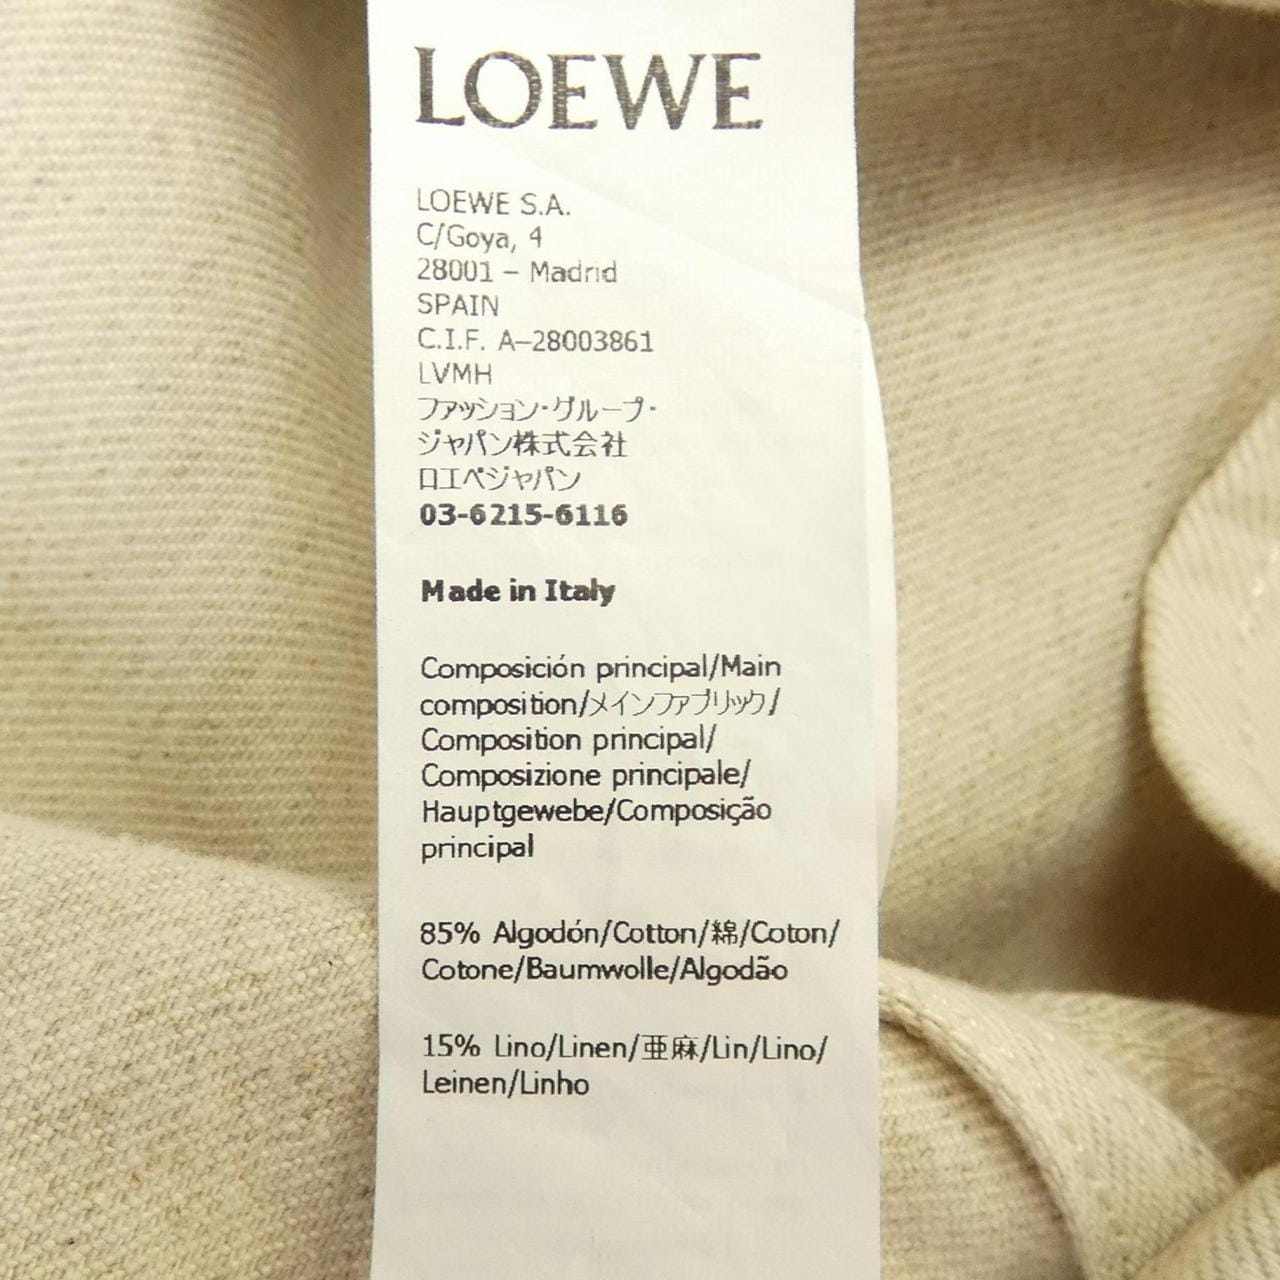 LOEWE
LOEWE S.A.
C/Goya, 4
28001 – Madrid
SPAIN
C.I.F. A–28003861
LVMH
ファッション・グループ・
ジャパン株式会社
ロエベジャパン
03-6215-6116
Made in Italy
Composición principal/Main
composition/メインファブリック/
Composition principal/
Composizione principale/
Hauptgewebe/Composição
principal
85% Algodón/Cotton/綿/Coton/
Cotone/Baumwolle/Algodão
15% Lino/Linen/亜麻/Lin/Lino/
Leinen/Linho